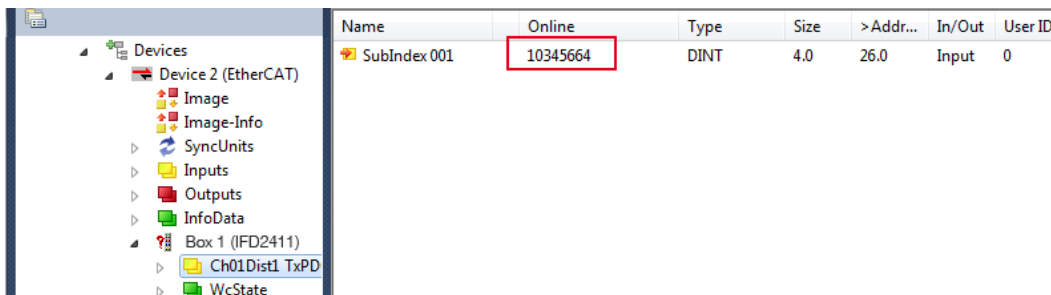 Devices
Device 2 (EtherCAT)
Image
Image-Info
SyncUnits
Inputs
Outputs
InfoData
Box 1 (IFD2411)
Ch01Dist1 TxPD
WcState
Name Online Type Size >Addr... In/Out User ID
SubIndex 001 10345664 DINT 4.0 26.0 Input 0